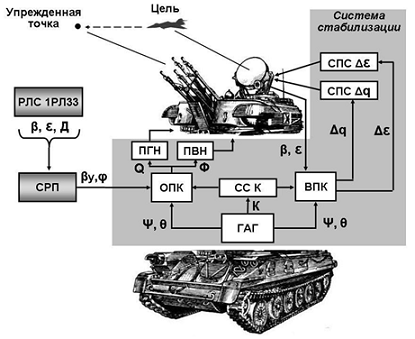 Упрежденная
точка
Цель
Система
стабилизации
СПС Δε
СПС Δq
РЛС 1РЛ33
β, ε, Д
ПГН
ПВН
β, ε
Δq
Δε
Q
Φ
СРП
βу,φ
ОПК
СС К
ВПК
К
Ψ, θ
ГАГ
Ψ, θ